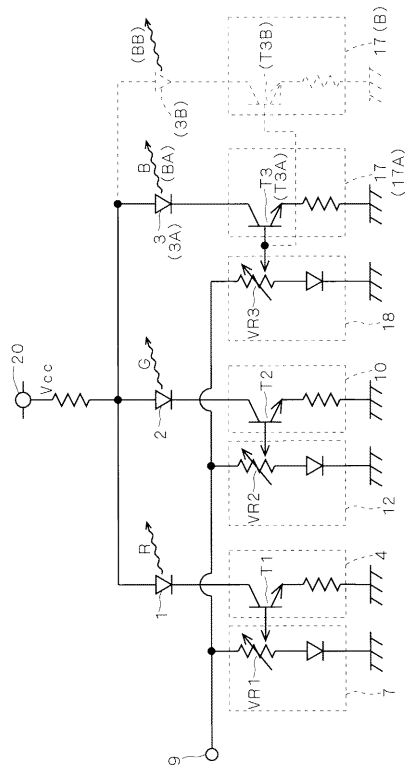 20
Vcc
R
G
B
(BA)
(BB)
1
2
3
(3A)
(3B)
9
VR1
T1
VR2
T2
VR3
T3
(T3A)
(T3B)
7
4
12
10
18
17
(17A)
17(B)